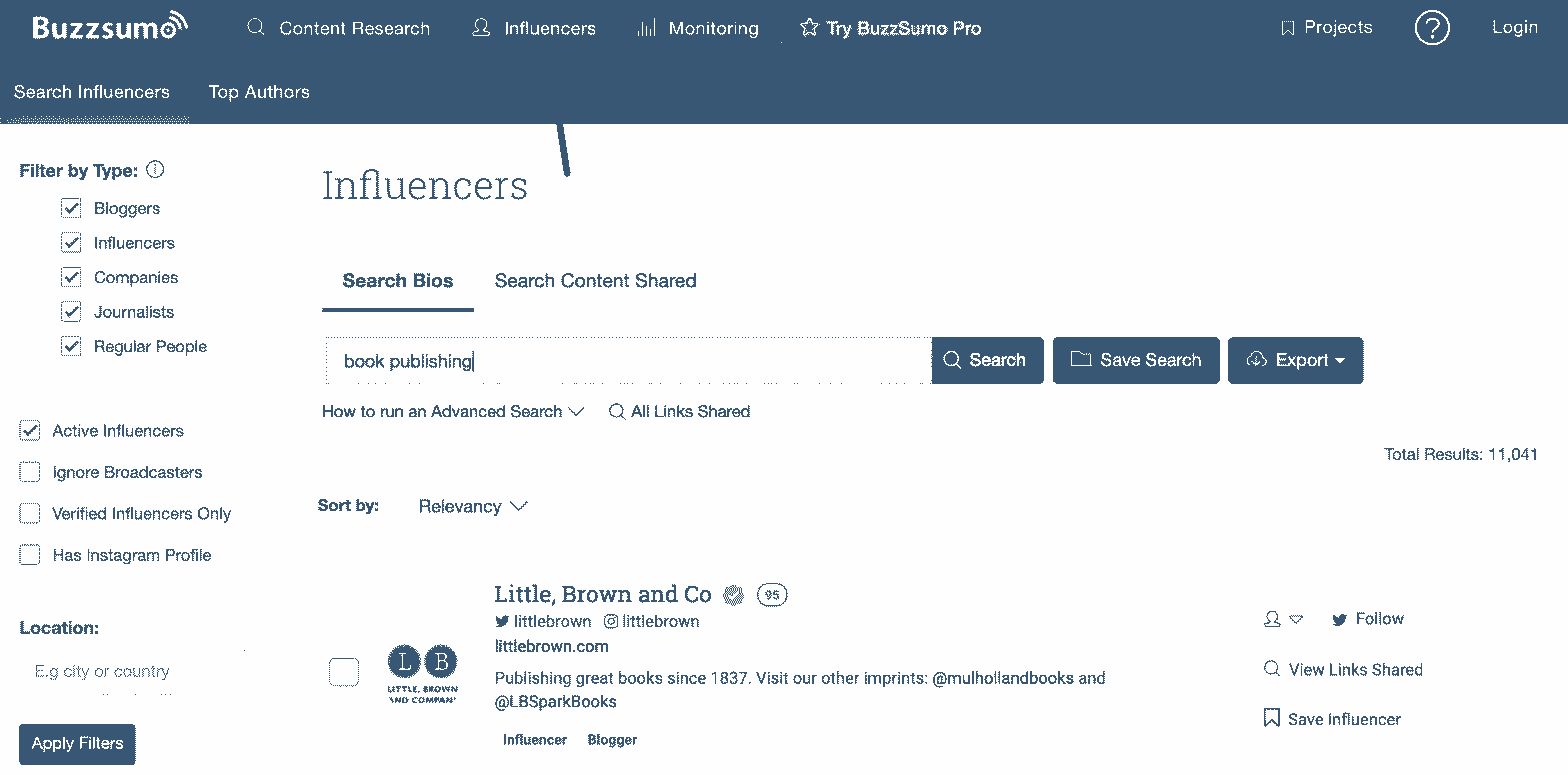 Buzzsumo Content Research Influencers Monitoring Try BuzzSumo Pro Projects ? Login
Search Influencers Top Authors
Filter by Type:
Bloggers
Influencers
Companies
Journalists
Regular People
Active Influencers
Ignore Broadcasters
Verified Influencers Only
Has Instagram Profile
Location:
E.g city or country
Apply Filters
Influencers
Search Bios Search Content Shared
book publishing Search Save Search Export
How to run an Advanced Search All Links Shared
Total Results: 11,041
Sort by: Relevancy
Little, Brown and Co 95
littlebrown littlebrown
littlebrown.com
Publishing great books since 1837. Visit our other imprints: @mulhollandbooks and
@LBSparkBooks
Influencer Blogger
L B
LITTLE, BROWN
AND COMPANY
Follow
View Links Shared
Save Influencer